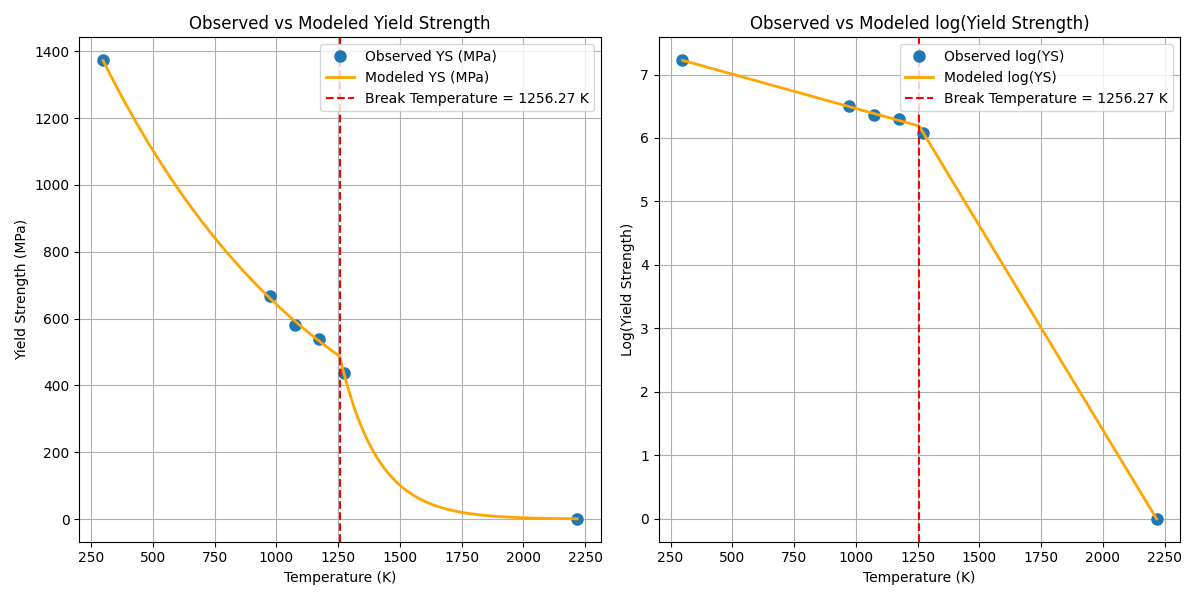 Observed vs Modeled Yield Strength
Observed YS (MPa)
Modeled YS (MPa)
Break Temperature = 1256.27 K
Yield Strength (MPa)
1400
1200
1000
800
600
400
200
0
250 500 750 1000 1250 1500 1750 2000 2250
Temperature (K)
Observed vs Modeled log(Yield Strength)
Observed log(YS)
Modeled log(YS)
Break Temperature = 1256.27 K
Log(Yield Strength)
7
6
5
4
3
2
1
0
250 500 750 1000 1250 1500 1750 2000 2250
Temperature (K)